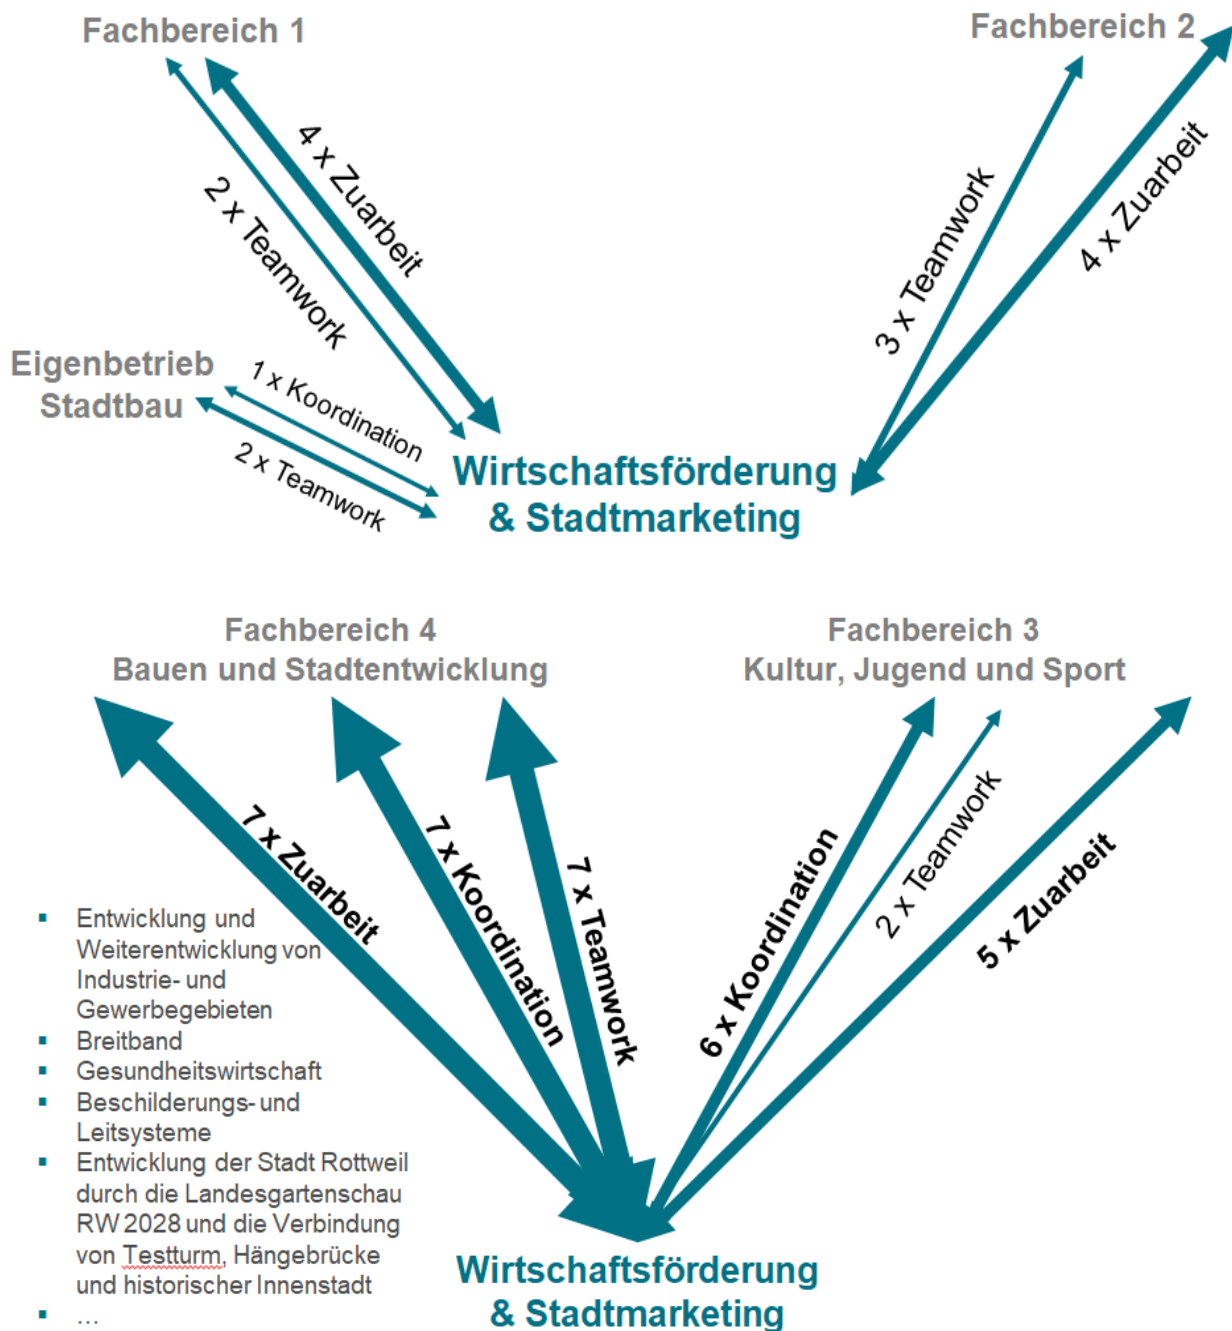 Fachbereich 1
Fachbereich 2
4 x Zuarbeit
2 x Teamwork
3 x Teamwork
4 x Zuarbeit
Eigenbetrieb
Stadtbau
1 x Koordination
2 x Teamwork
Wirtschaftsförderung
& Stadtmarketing
Fachbereich 4
Bauen und Stadtentwicklung
Fachbereich 3
Kultur, Jugend und Sport
7 x Zuarbeit
7 x Koordination
7 x Teamwork
6 x Koordination
2 x Teamwork
5 x Zuarbeit
▪ Entwicklung und
Weiterentwicklung von
Industrie- und
Gewerbegebieten
▪ Breitband
▪ Gesundheitswirtschaft
▪ Beschilderungs- und
Leitsysteme
▪ Entwicklung der Stadt Rottweil
durch die Landesgartenschau
RW 2028 und die Verbindung
von Testturm, Hängebrücke
und historischer Innenstadt
▪ ...
Wirtschaftsförderung
& Stadtmarketing